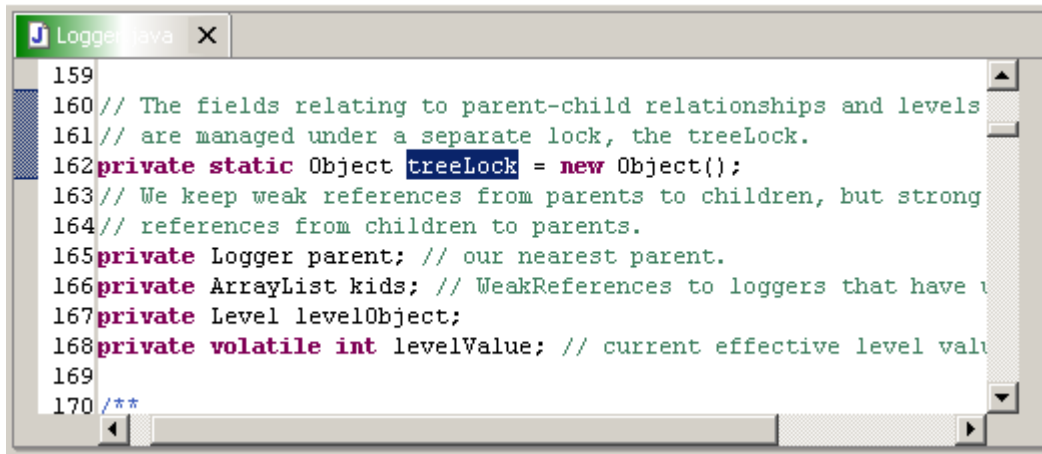 Logger.java
159
160 // The fields relating to parent-child relationships and levels
161 // are managed under a separate lock, the treeLock.
162 private static Object treeLock = new Object();
163 // We keep weak references from parents to children, but strong
164 // references from children to parents.
165 private Logger parent; // our nearest parent.
166 private ArrayList kids; // WeakReferences to loggers that have
167 private Level levelObject;
168 private volatile int levelValue; // current effective level
169
170 /**